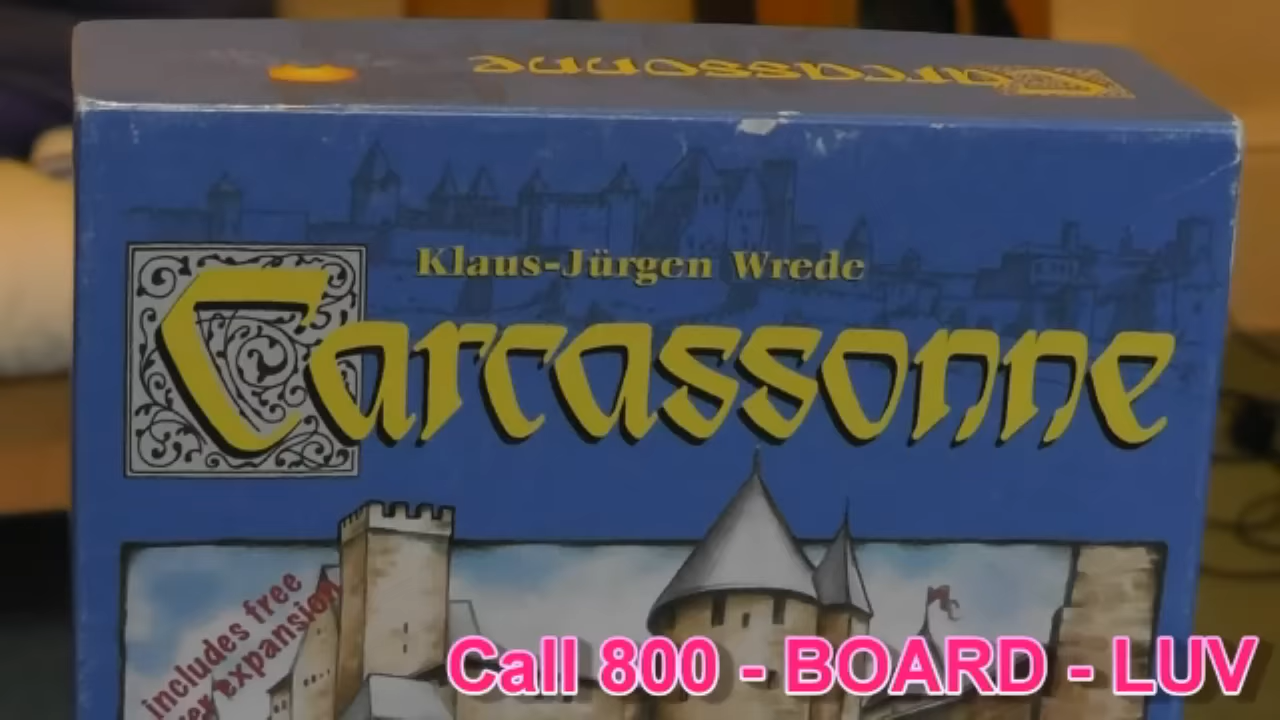 Carcassonne
Klaus-Jürgen Wrede
Carcassonne
includes free
expansion
Call 800 - BOARD - LUV